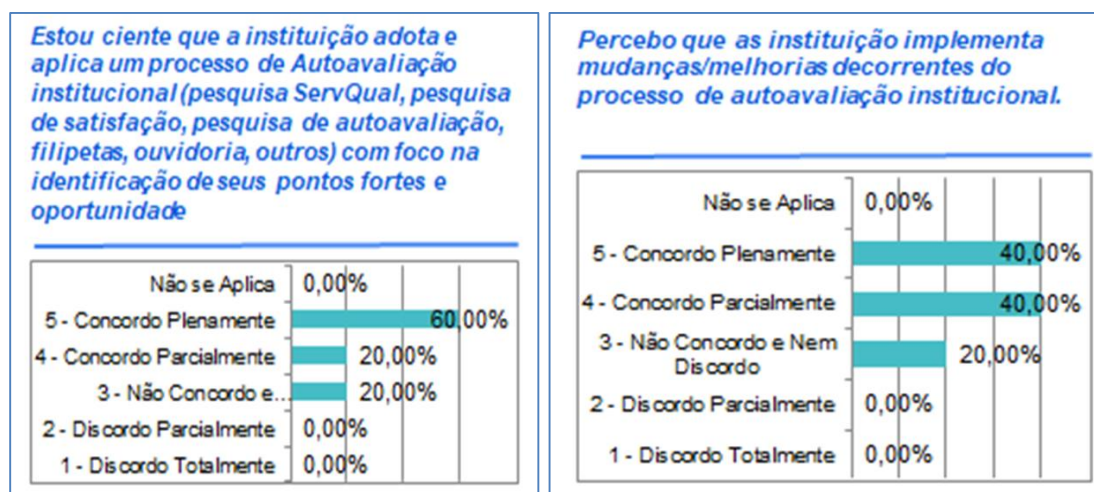 Estou ciente que a instituição adota e
aplica um processo de Autoavaliação
institucional (pesquisa ServQual, pesquisa
de satisfação, pesquisa de autoavaliação,
filipetas, ouvidoria, outros) com foco na
identificação de seus pontos fortes e
oportunidade
Não se Aplica 0,00%
5 - Concordo Plenamente 60,00%
4 - Concordo Parcialmente 20,00%
3 - Não Concordo e... 20,00%
2 - Discordo Parcialmente 0,00%
1 - Discordo Totalmente 0,00%
Percebo que as instituição implementa
mudanças/melhorias decorrentes do
processo de autoavaliação institucional.
Não se Aplica 0,00%
5 - Concordo Plenamente 40,00%
4 - Concordo Parcialmente 40,00%
3 - Não Concordo e Nem
Discordo 20,00%
2 - Discordo Parcialmente 0,00%
1 - Discordo Totalmente 0,00%